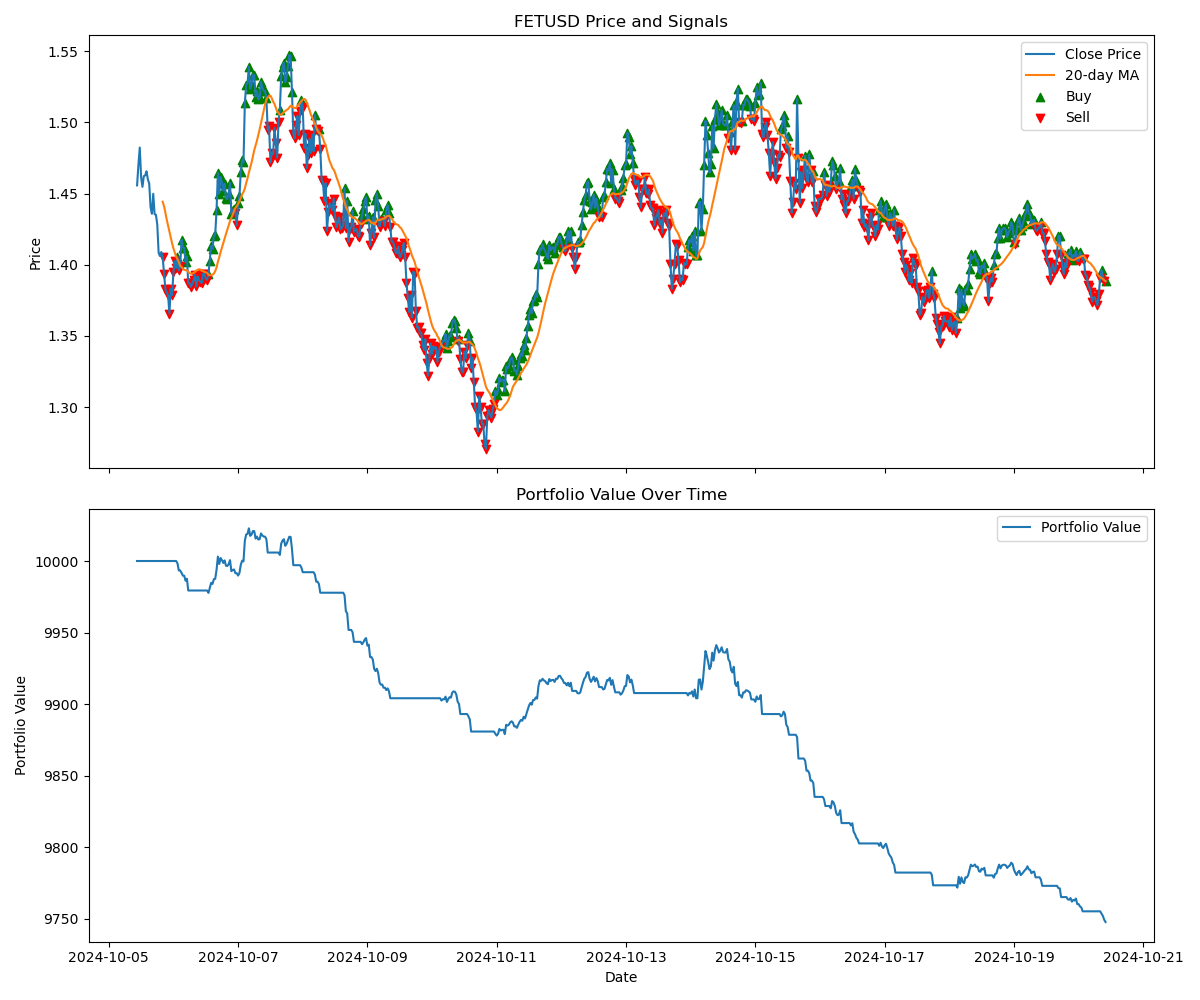 FETUSD Price and Signals
Price
1.55
1.50
1.45
1.40
1.35
1.30
Close Price
20-day MA
Buy
Sell
Portfolio Value Over Time
Portfolio Value
10000
9950
9900
9850
9800
9750
Portfolio Value
2024-10-05 2024-10-07 2024-10-09 2024-10-11 2024-10-13 2024-10-15 2024-10-17 2024-10-19 2024-10-21
Date